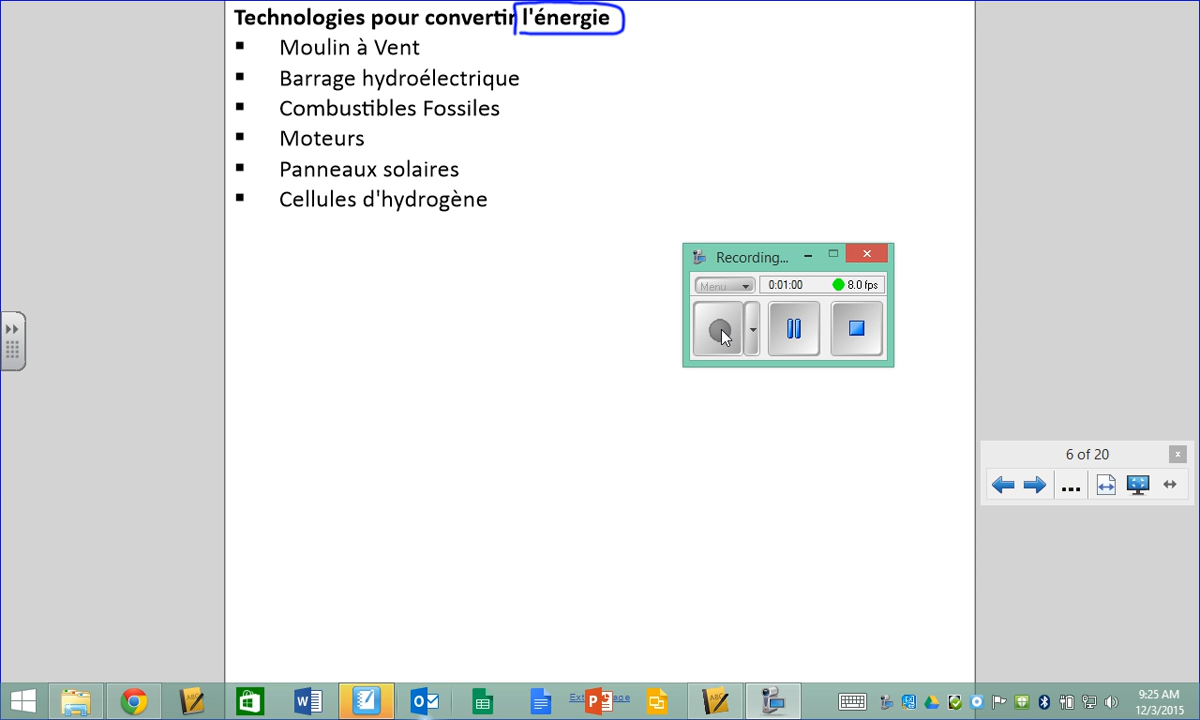 Technologies pour convertir l'énergie
▪ Moulin à Vent
▪ Barrage hydroélectrique
▪ Combustibles Fossiles
▪ Moteurs
▪ Panneaux solaires
▪ Cellules d'hydrogène
Recording...
Menu
0:01:00
8.0 fps
6 of 20
9:25 AM
12/3/2015